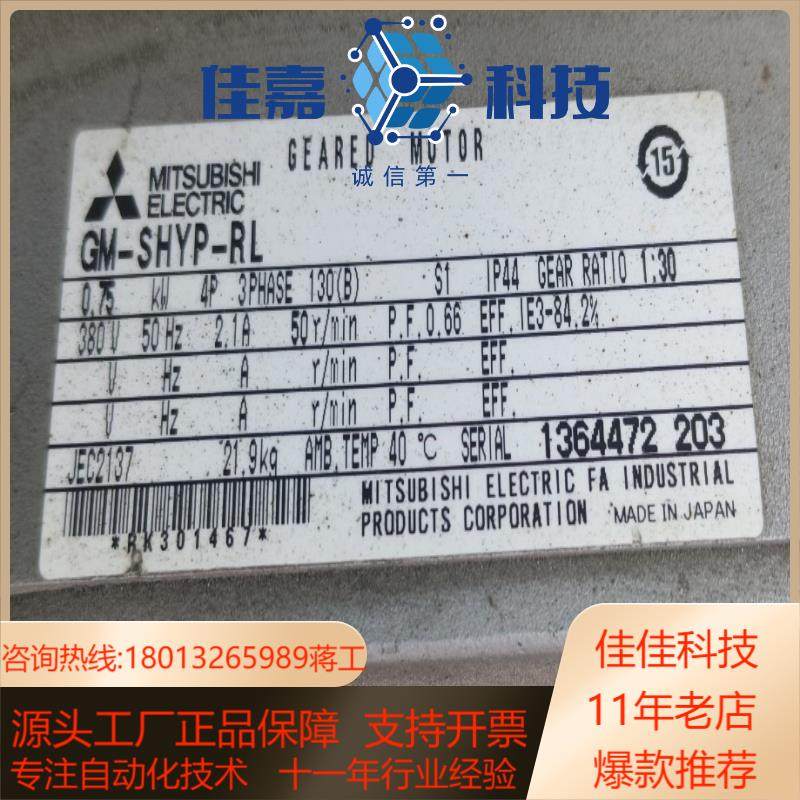 佳嘉 科技
诚信第一
GEARED MOTOR
15
MITSUBISHI
ELECTRIC
GM-SHYP-RL
0.75 kW 4P 3PHASE 130(B) S1 IP44 GEAR RATIO 1:30
380 V 50 Hz 2.1 A 50 r/min P.F. 0.66 EFF. IE3-84.2%
V Hz A r/min P.F. EFF.
V Hz A r/min P.F. EFF.
JEC2137 21.9kg AMB.TEMP 40 ℃ SERIAL 1364472 203
MITSUBISHI ELECTRIC FA INDUSTRIAL
PRODUCTS CORPORATION MADE IN JAPAN
*RK301467*
咨询热线:18013265989蒋工
源头工厂正品保障 支持开票
专注自动化技术 十一年行业经验
佳佳科技
11年老店
爆款推荐